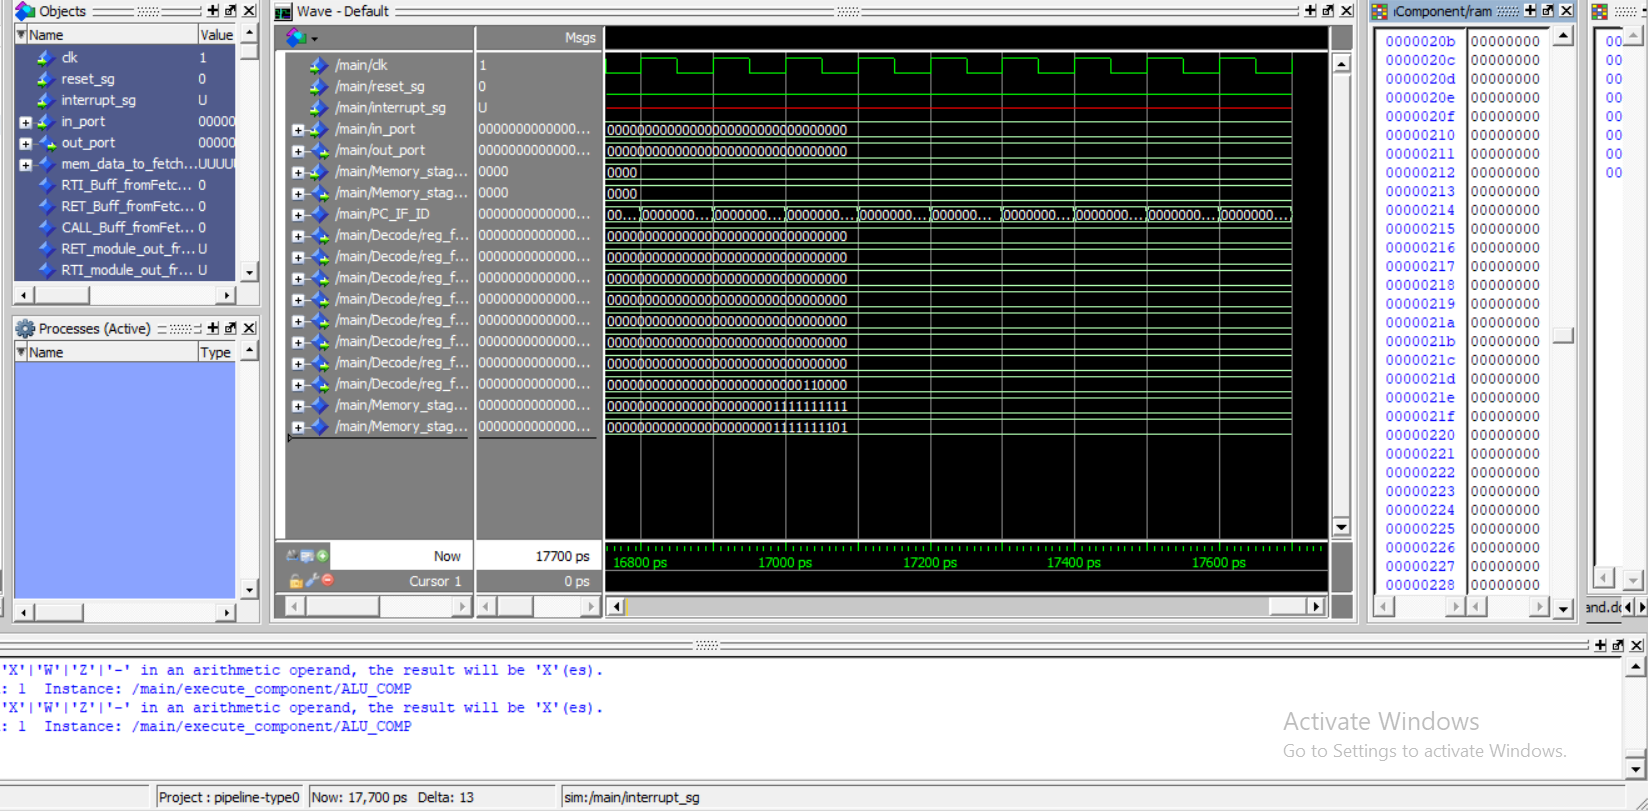 Objects
Name Value
clk 1
reset_sg 0
interrupt_sg U
in_port 00000
out_port 00000
mem_data_to_fetch... UUUU
RTI_Buff_fromFetc... 0
RET_Buff_fromFetc... 0
CALL_Buff_fromFet... 0
RET_module_out_fr... U
RTI_module_out_fr... U
Processes (Active)
Name Type
Wave - Default
Msgs
/main/clk 1
/main/reset_sg 0
/main/interrupt_sg U
/main/in_port 0000000000000... 00000000000000000000000000000000
/main/out_port 0000000000000... 00000000000000000000000000000000
/main/Memory_stag... 0000 0000
/main/Memory_stag... 0000 0000
/main/PC_IF_ID 0000000000000... 00... 0000000... 0000000... 0000000... 0000000... 000000... 0000000... 0000000... 0000000... 0000000...
/main/Decode/reg_f... 0000000000000... 00000000000000000000000000000000
/main/Decode/reg_f... 0000000000000... 00000000000000000000000000000000
/main/Decode/reg_f... 0000000000000... 00000000000000000000000000000000
/main/Decode/reg_f... 0000000000000... 00000000000000000000000000000000
/main/Decode/reg_f... 0000000000000... 00000000000000000000000000000000
/main/Decode/reg_f... 0000000000000... 00000000000000000000000000000000
/main/Decode/reg_f... 0000000000000... 00000000000000000000000000000000
/main/Decode/reg_f... 0000000000000... 00000000000000000000000000110000
/main/Memory_stag... 0000000000000... 00000000000000000000001111111111
/main/Memory_stag... 0000000000000... 00000000000000000000001111111101
Now 17700 ps
16800 ps 17000 ps 17200 ps 17400 ps 17600 ps
Cursor 1 0 ps
Component/ram
0000020b 00000000
0000020c 00000000
0000020d 00000000
0000020e 00000000
0000020f 00000000
00000210 00000000
00000211 00000000
00000212 00000000
00000213 00000000
00000214 00000000
00000215 00000000
00000216 00000000
00000217 00000000
00000218 00000000
00000219 00000000
0000021a 00000000
0000021b 00000000
0000021c 00000000
0000021d 00000000
0000021e 00000000
0000021f 00000000
00000220 00000000
00000221 00000000
00000222 00000000
00000223 00000000
00000224 00000000
00000225 00000000
00000226 00000000
00000227 00000000
00000228 00000000
00
00
00
00
00
00
00
00
and.do
'X'|'W'|'Z'|'-' in an arithmetic operand, the result will be 'X'(es).
: 1 Instance: /main/execute_component/ALU_COMP
'X'|'W'|'Z'|'-' in an arithmetic operand, the result will be 'X'(es).
: 1 Instance: /main/execute_component/ALU_COMP
Activate Windows
Go to Settings to activate Windows.
Project : pipeline-type0 Now: 17,700 ps Delta: 13 sim:/main/interrupt_sg